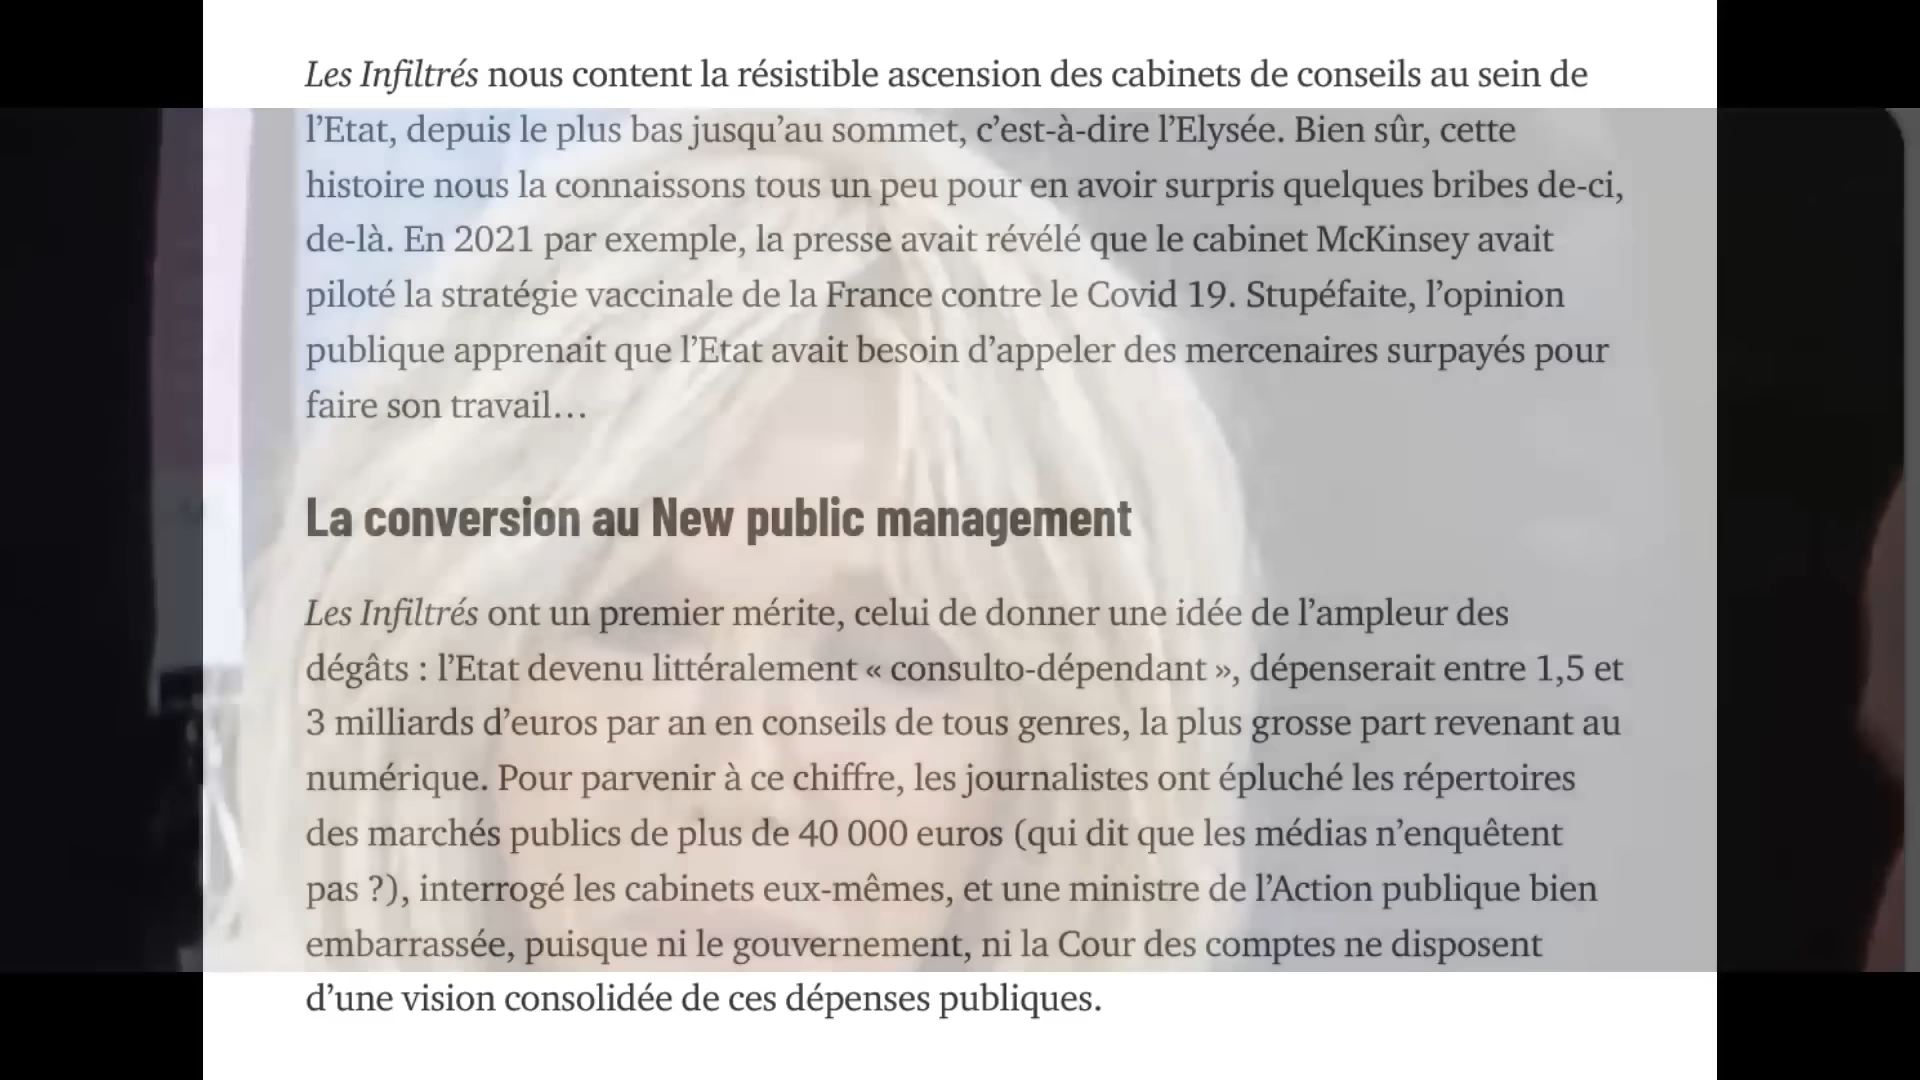 Les Infiltrés nous content la résistible ascension des cabinets de conseils au sein de
l’Etat, depuis le plus bas jusqu’au sommet, c’est-à-dire l’Elysée. Bien sûr, cette
histoire nous la connaissons tous un peu pour en avoir surpris quelques bribes de-ci,
de-là. En 2021 par exemple, la presse avait révélé que le cabinet McKinsey avait
piloté la stratégie vaccinale de la France contre le Covid 19. Stupéfaite, l’opinion
publique apprenait que l’Etat avait besoin d’appeler des mercenaires surpayés pour
faire son travail…
La conversion au New public management
Les Infiltrés ont un premier mérite, celui de donner une idée de l’ampleur des
dégâts : l’Etat devenu littéralement « consulto-dépendant », dépenserait entre 1,5 et
3 milliards d’euros par an en conseils de tous genres, la plus grosse part revenant au
numérique. Pour parvenir à ce chiffre, les journalistes ont épluché les répertoires
des marchés publics de plus de 40 000 euros (qui dit que les médias n’enquêtent
pas ?), interrogé les cabinets eux-mêmes, et une ministre de l’Action publique bien
embarrassée, puisque ni le gouvernement, ni la Cour des comptes ne disposent
d’une vision consolidée de ces dépenses publiques.